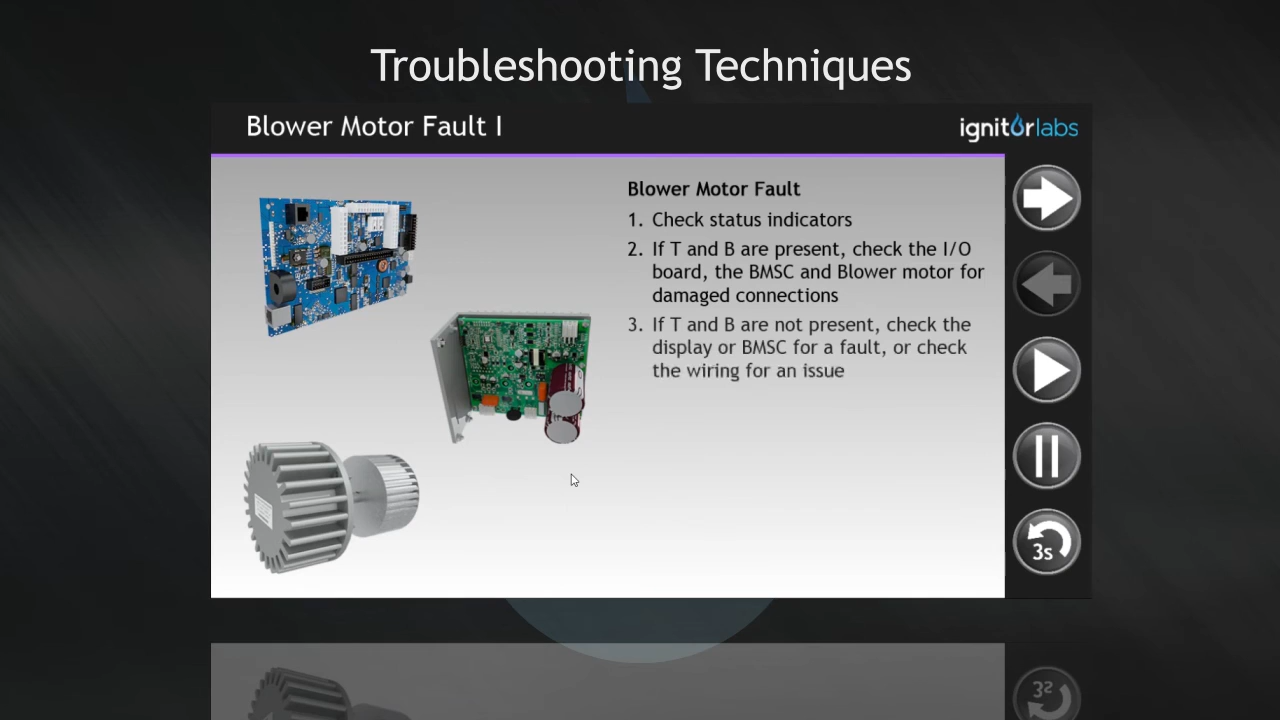 Troubleshooting Techniques
Blower Motor Fault I
ignitorlabs
Blower Motor Fault
1. Check status indicators
2. If T and B are present, check the I/O
board, the BMSC and Blower motor for
damaged connections
3. If T and B are not present, check the
display or BMSC for a fault, or check
the wiring for an issue
3s